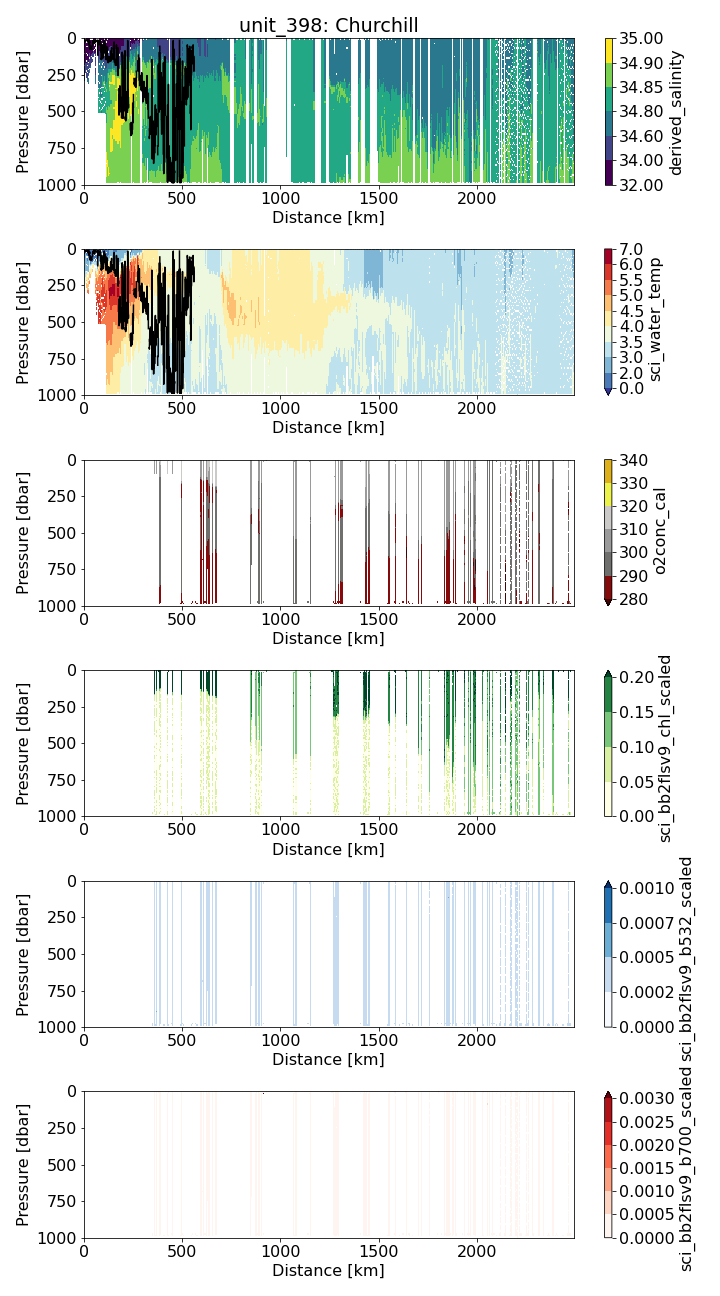 unit_398: Churchill
0
250
500
750
1000
Pressure [dbar]
0 500 1000 1500 2000
Distance [km]
35.00
34.90
34.85
34.80
34.60
34.00
32.00
derived_salinity
0
250
500
750
1000
Pressure [dbar]
0 500 1000 1500 2000
Distance [km]
7.0
6.0
5.5
5.0
4.5
4.0
3.5
3.0
2.0
0.0
sci_water_temp
0
250
500
750
1000
Pressure [dbar]
0 500 1000 1500 2000
Distance [km]
340
330
320
310
300
290
280
o2conc_cal
0
250
500
750
1000
Pressure [dbar]
0 500 1000 1500 2000
Distance [km]
0.20
0.15
0.10
0.05
0.00
sci_bb2flsv9_chl_scaled
0
250
500
750
1000
Pressure [dbar]
0 500 1000 1500 2000
Distance [km]
0.0010
0.0007
0.0005
0.0002
0.0000
sci_bb2flsv9_b532_scaled
0
250
500
750
1000
Pressure [dbar]
0 500 1000 1500 2000
Distance [km]
0.0030
0.0025
0.0020
0.0015
0.0010
0.0005
0.0000
sci_bb2flsv9_b700_scaled